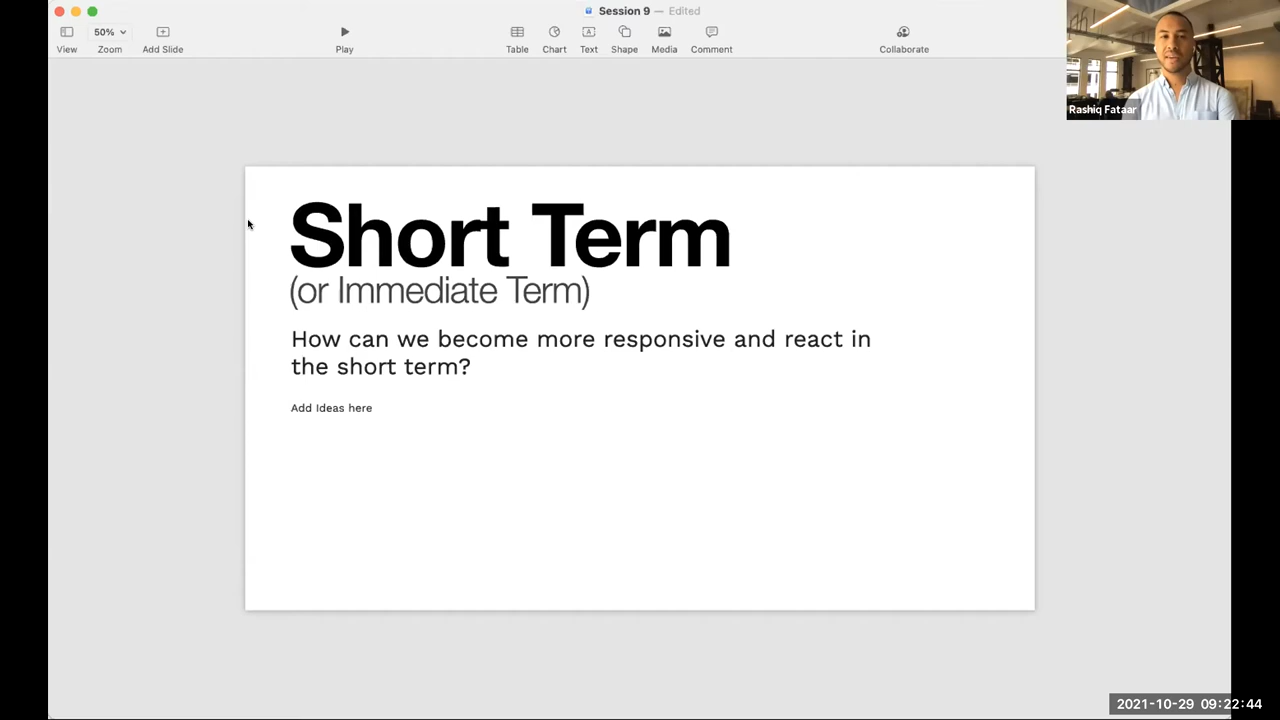 Session 9 — Edited
50%
View
Zoom
Add Slide
Play
Table
Chart
Text
Shape
Media
Comment
Collaborate
Rashiq Fataar
Short Term
(or Immediate Term)
How can we become more responsive and react in
the short term?
Add Ideas here
2021-10-29 09:22:44